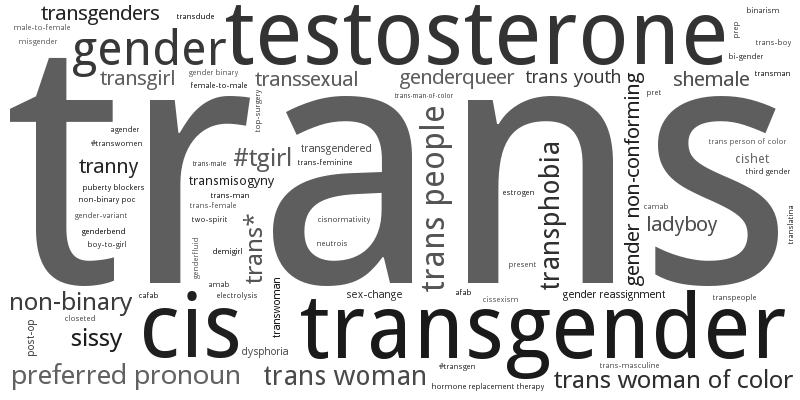 transgenders
transdude
testosterone
binarism
prep
male-to-female
misgender
gender
trans-boy
bi-gender
transgirl
gender binary
female-to-male
transsexual
genderqueer
trans youth
shemale
transman
trans
top-surgery
trans-man-of-color
pret
gender non-conforming
agender
#transwomen
tranny
puberty blockers
non-binary poc
gender-variant
genderbend
boy-to-girl
trans-male
#tgirl
transgendered
trans-feminine
transmisogyny
trans-man
trans-female
two-spirit
trans*
genderfluid
demigirl
cisnormativity
neutrois
trans people
estrogen
transphobia
present
trans person of color
cishet
third gender
camab
ladyboy
translatina
amab
electrolysis
non-binary
cafab
closeted
post-op
sissy
cis
dysphoria
transwoman
sex-change
afab
cissexism
gender reassignment
transpeople
transgender
preferred pronoun
trans woman
#transgen
hormone replacement therapy
trans-masculine
trans woman of color